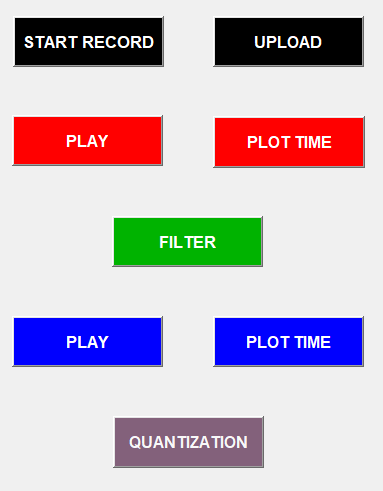 START RECORD
UPLOAD
PLAY
PLOT TIME
FILTER
PLAY
PLOT TIME
QUANTIZATION